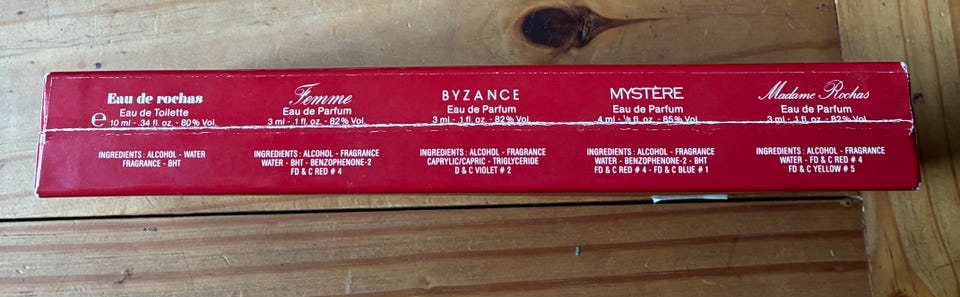 Eau de rochas
Eau de Toilette
℮ 10 ml - .34 fl. oz. - 80% Vol.
INGREDIENTS : ALCOHOL - WATER
FRAGRANCE - BHT
Femme
Eau de Parfum
3 ml - .1 fl. oz. - 82% Vol.
INGREDIENTS : ALCOHOL - FRAGRANCE
WATER - BHT - BENZOPHENONE-2
FD & C RED # 4
BYZANCE
Eau de Parfum
3 ml - .1 fl. oz. - 82% Vol.
INGREDIENTS : ALCOHOL - FRAGRANCE
CAPRYLIC/CAPRIC - TRIGLYCERIDE
D & C VIOLET # 2
MYSTÈRE
Eau de Parfum
4 ml - fl. oz. - 85% Vol.
INGREDIENTS : ALCOHOL - FRAGRANCE
WATER - BENZOPHENONE-2 - BHT
FD & C RED # 4 - FD & C BLUE # 1
Madame Rochas
Eau de Parfum
3 ml - .1 fl. oz. - 82% Vol.
INGREDIENTS : ALCOHOL - FRAGRANCE
WATER - FD & C RED # 4
FD & C YELLOW # 5